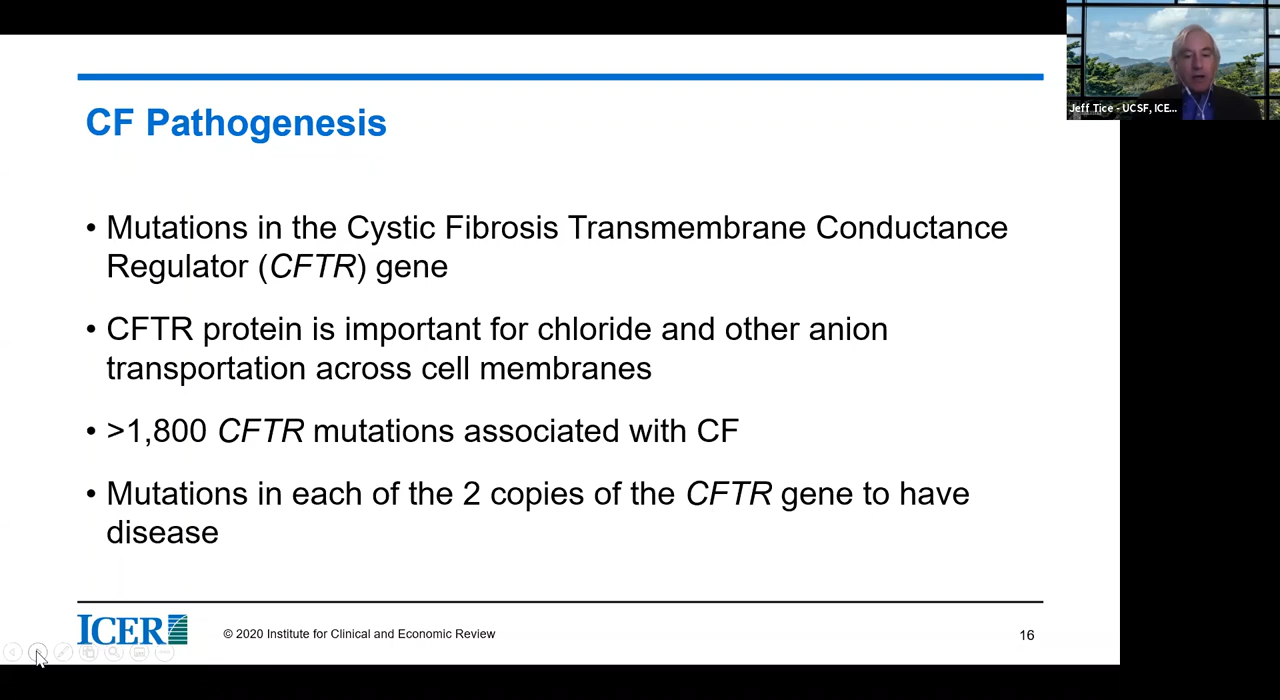 Jeff Tice - UCSF, ICE...
CF Pathogenesis
• Mutations in the Cystic Fibrosis Transmembrane Conductance
Regulator (CFTR) gene
• CFTR protein is important for chloride and other anion
transportation across cell membranes
• >1,800 CFTR mutations associated with CF
• Mutations in each of the 2 copies of the CFTR gene to have
disease
ICER
© 2020 Institute for Clinical and Economic Review
16